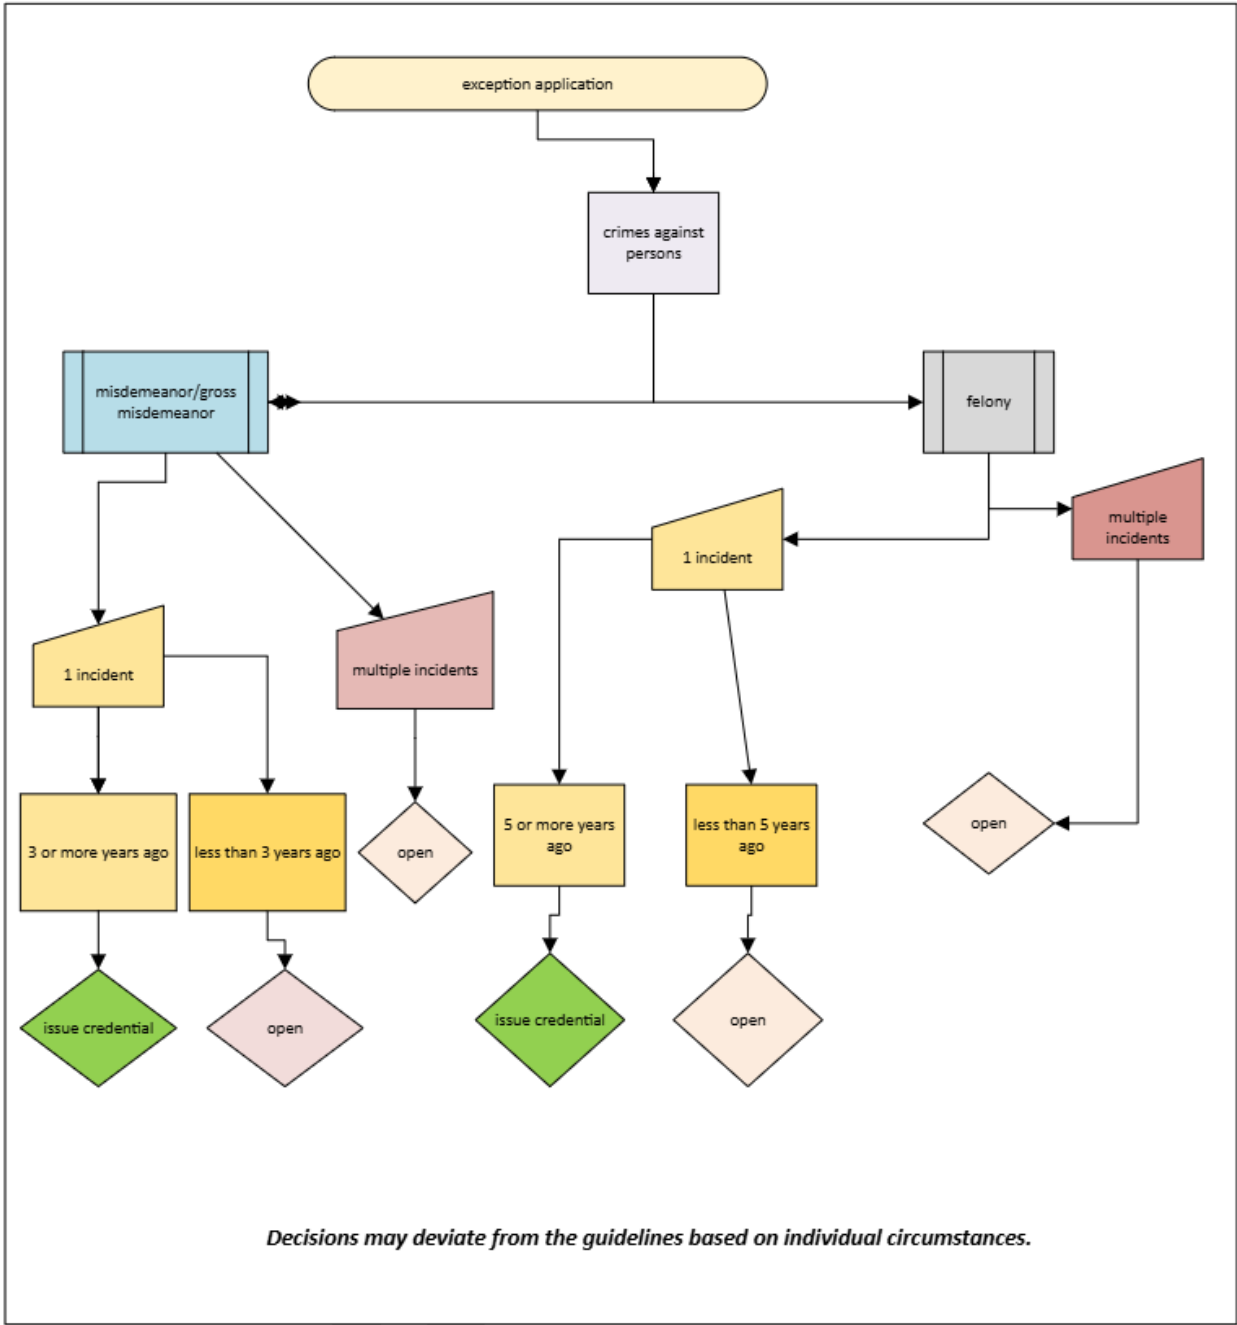 exception application
crimes against
persons
misdemeanor/gross
misdemeanor
felony
multiple
incidents
1 incident
1 incident
multiple incidents
3 or more years ago
less than 3 years ago
open
5 or more years
ago
less than 5 years
ago
open
issue credential
open
issue credential
open
Decisions may deviate from the guidelines based on individual circumstances.